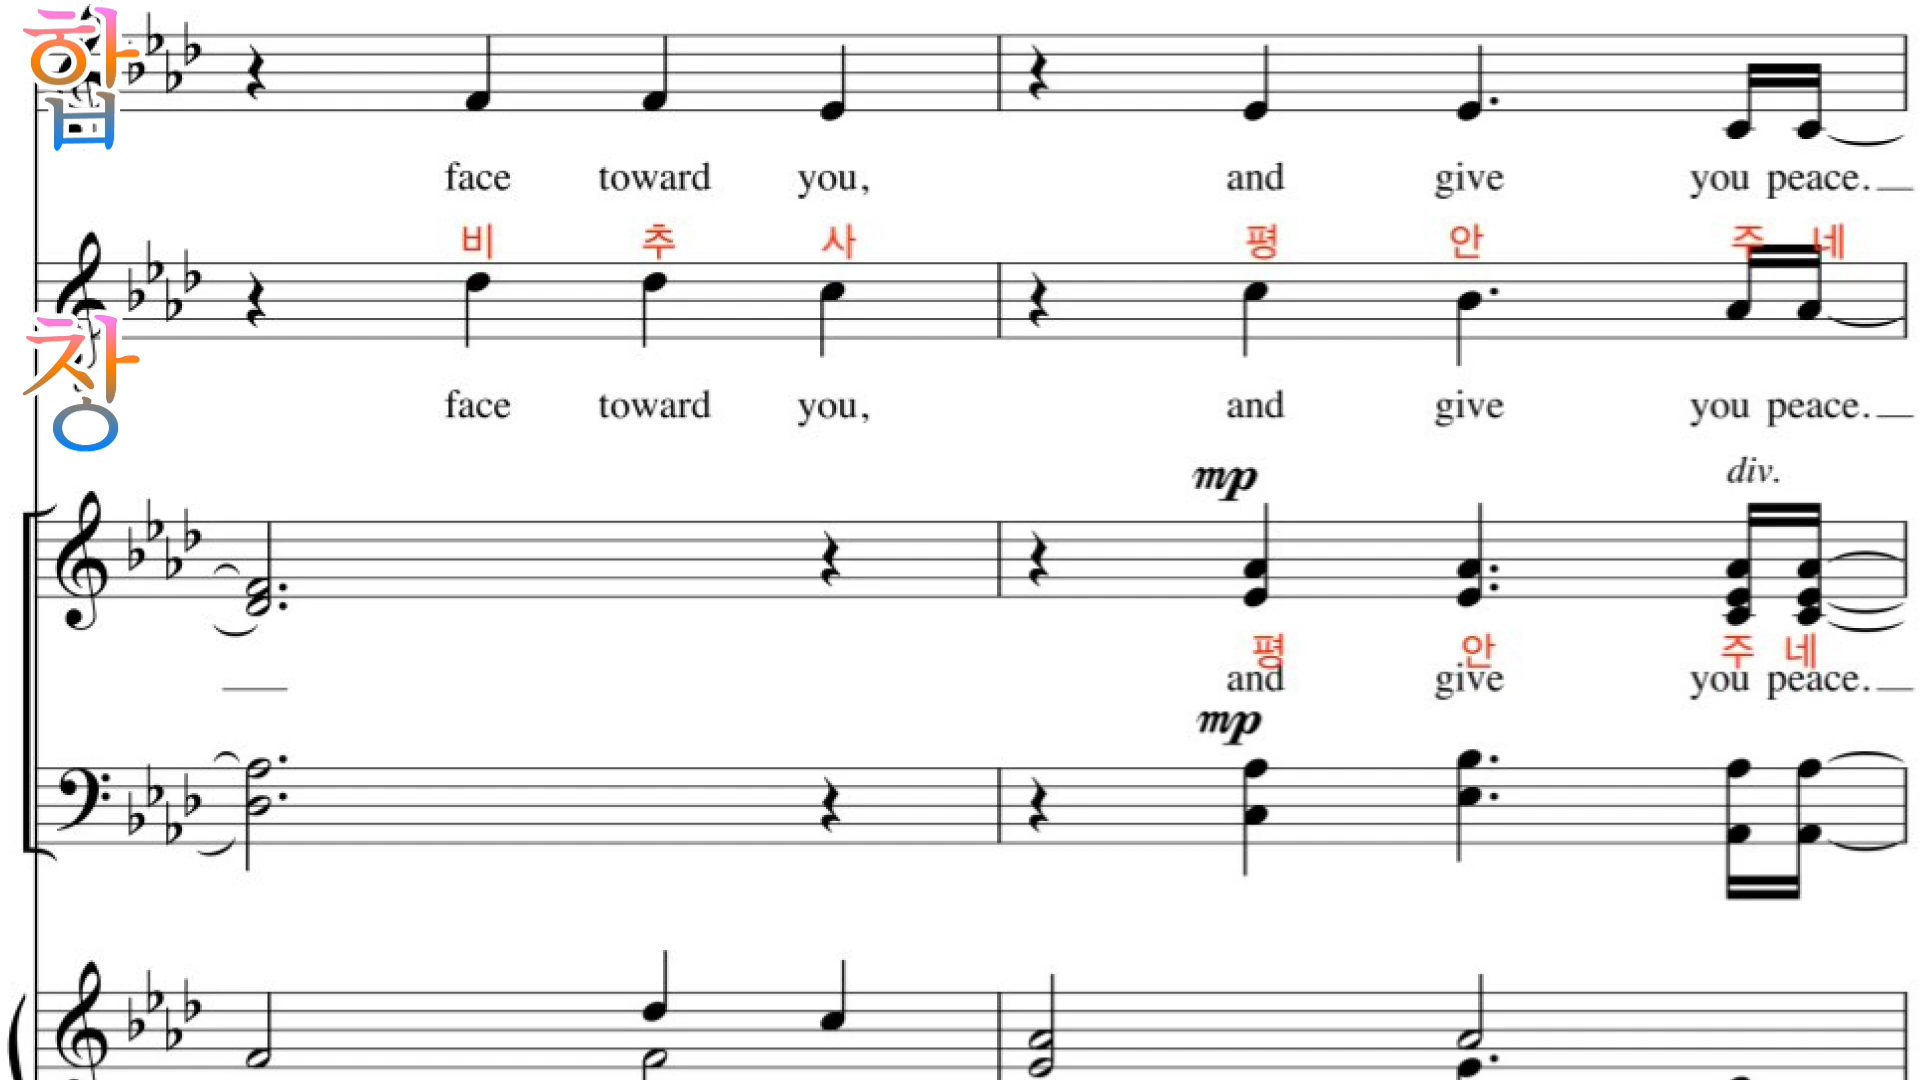 합창
face toward you, and give you peace.
비 추 사 평 안 주 네
face toward you, and give you peace.
mp div.
평 안 주 네
and give you peace.
mp